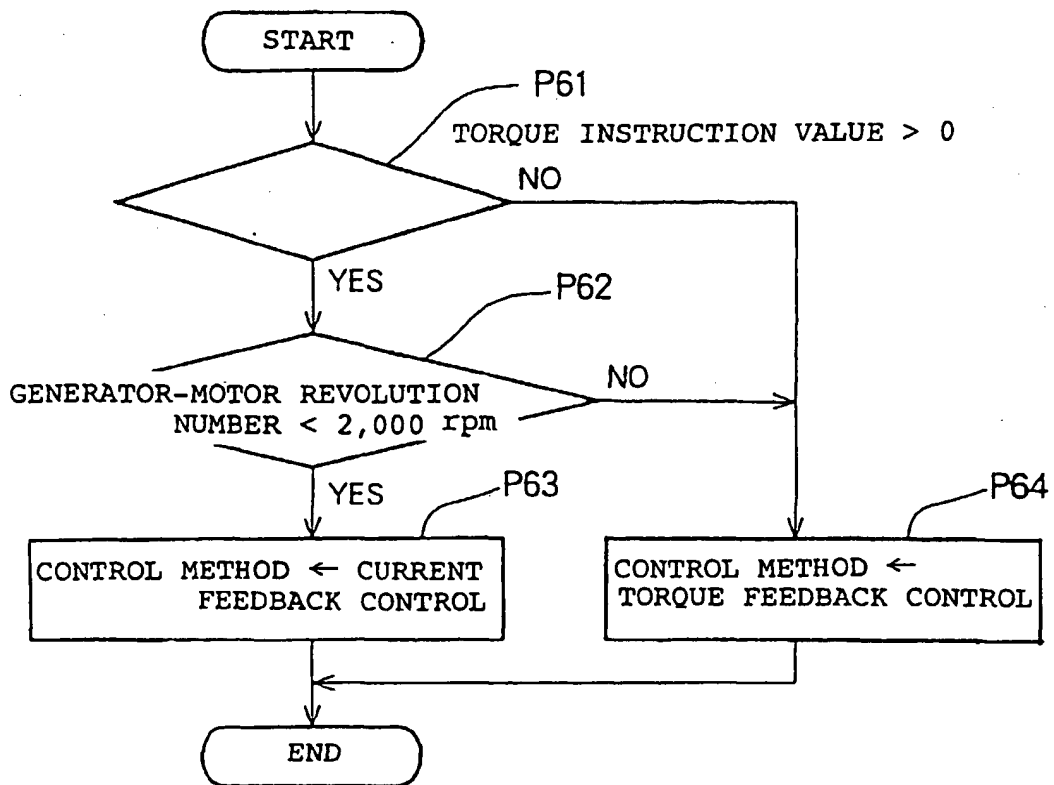 START
P61
TORQUE INSTRUCTION VALUE > 0
NO
YES
P62
GENERATOR-MOTOR REVOLUTION
NUMBER < 2,000 rpm
NO
YES
P63
P64
CONTROL METHOD ← CURRENT
FEEDBACK CONTROL
CONTROL METHOD ←
TORQUE FEEDBACK CONTROL
END